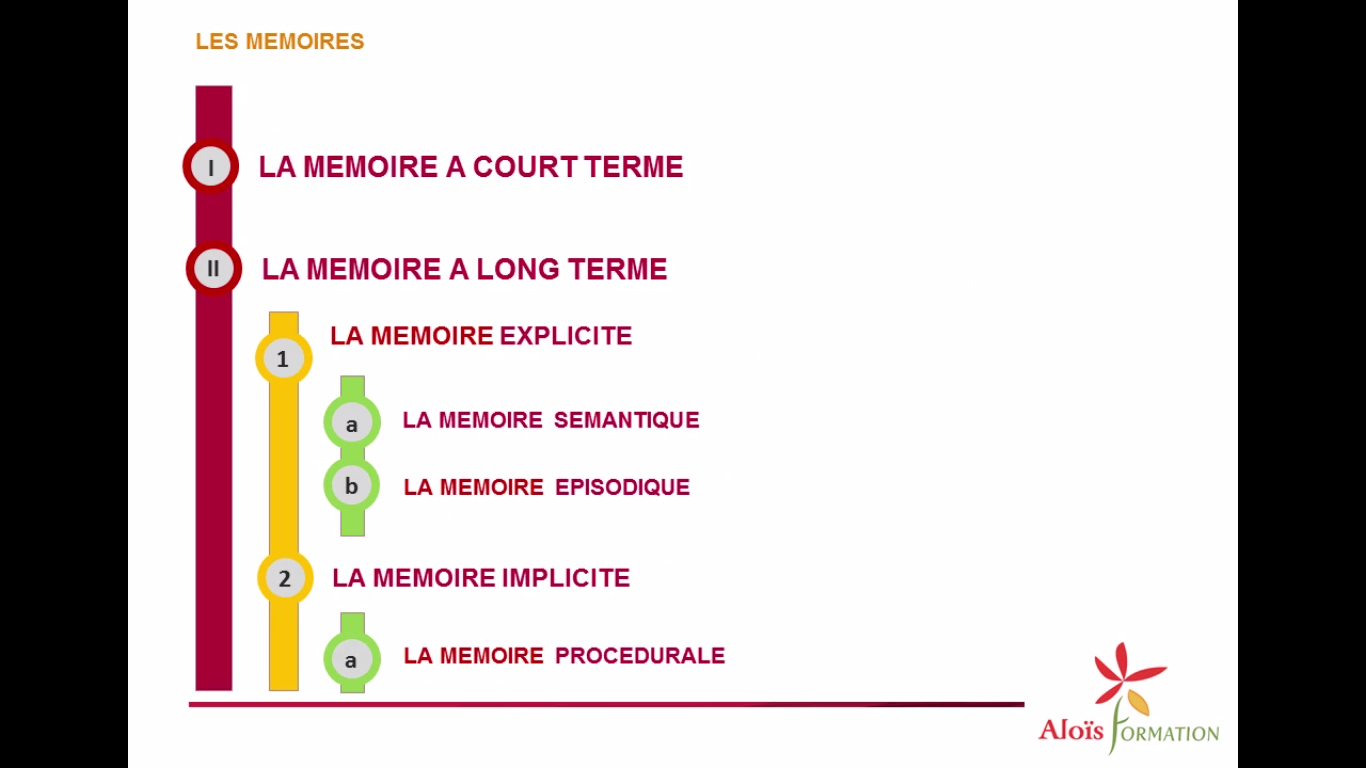 LES MEMOIRES
I LA MEMOIRE A COURT TERME
II LA MEMOIRE A LONG TERME
1 LA MEMOIRE EXPLICITE
a LA MEMOIRE SEMANTIQUE
b LA MEMOIRE EPISODIQUE
2 LA MEMOIRE IMPLICITE
a LA MEMOIRE PROCEDURALE
Aloïs FORMATION